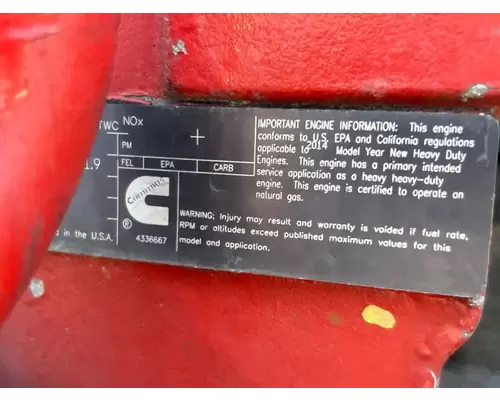 TWC NOx
PM
1.9
FEL EPA CARB
Cummins
®
in the U.S.A. 4336667
IMPORTANT ENGINE INFORMATION: This engine
conforms to U.S. EPA and California regulations
applicable to 2014 Model Year New Heavy Duty
Engines. This engine has a primary intended
service application as a heavy heavy-duty
engine. This engine is certified to operate on
natural gas.
WARNING: Injury may result and warranty is voided if fuel rate,
RPM or altitudes exceed published maximum values for this
model and application.